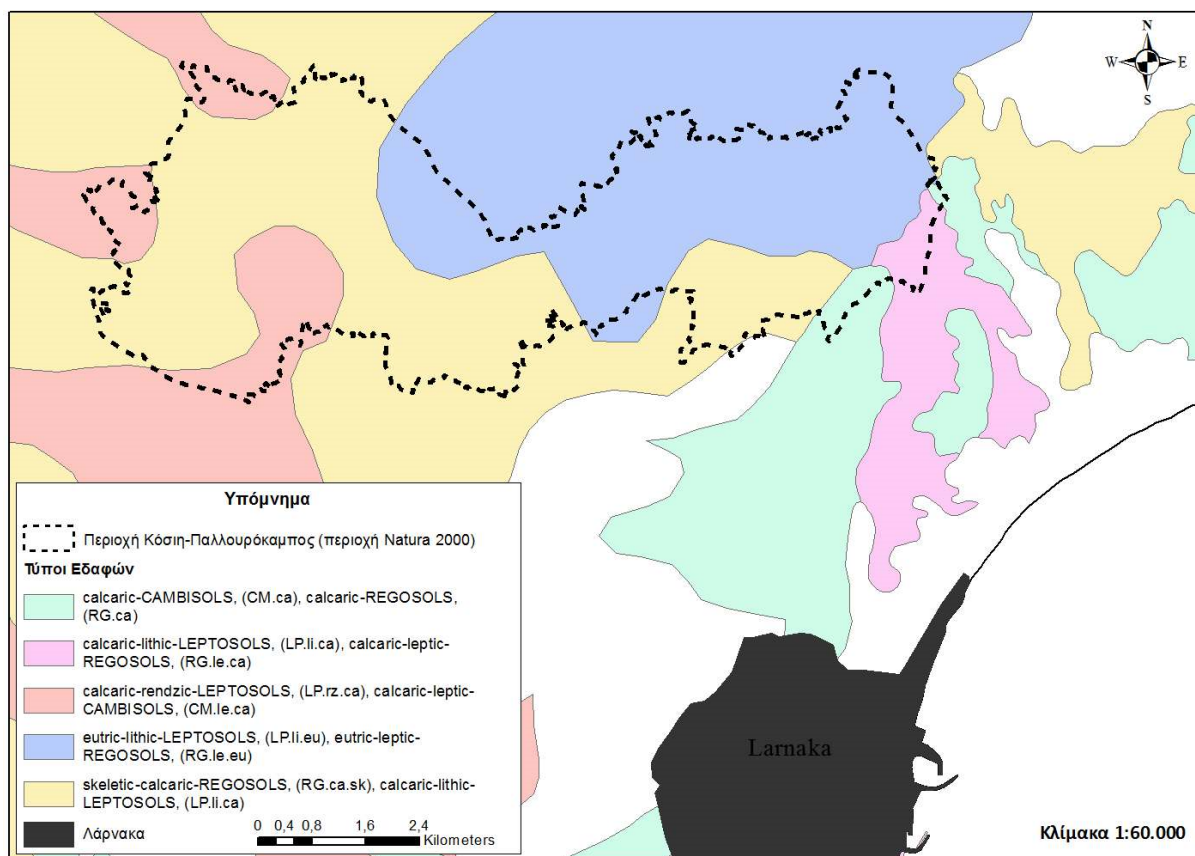 N
W E
S
Υπόμνημα
Περιοχή Κόσιη-Παλλουρόκαμπος (περιοχή Natura 2000)
Τύποι Εδαφών
calcaric-CAMBISOLS, (CM.ca), calcaric-REGOSOLS,
(RG.ca)
calcaric-lithic-LEPTOSOLS, (LP.li.ca), calcaric-leptic-
REGOSOLS, (RG.le.ca)
calcaric-rendzic-LEPTOSOLS, (LP.rz.ca), calcaric-leptic-
CAMBISOLS, (CM.le.ca)
eutric-lithic-LEPTOSOLS, (LP.li.eu), eutric-leptic-
REGOSOLS, (RG.le.eu)
skeletic-calcaric-REGOSOLS, (RG.ca.sk), calcaric-lithic-
LEPTOSOLS, (LP.li.ca)
Λάρνακα
0 0,4 0,8 1,6 2,4
Kilometers
Larnaka
Κλίμακα 1:60.000